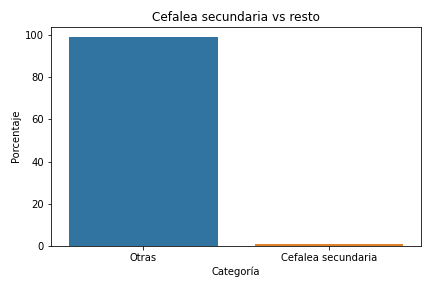 Cefalea secundaria vs resto
100
80
60
40
20
0
Porcentaje
Otras
Cefalea secundaria
Categoría